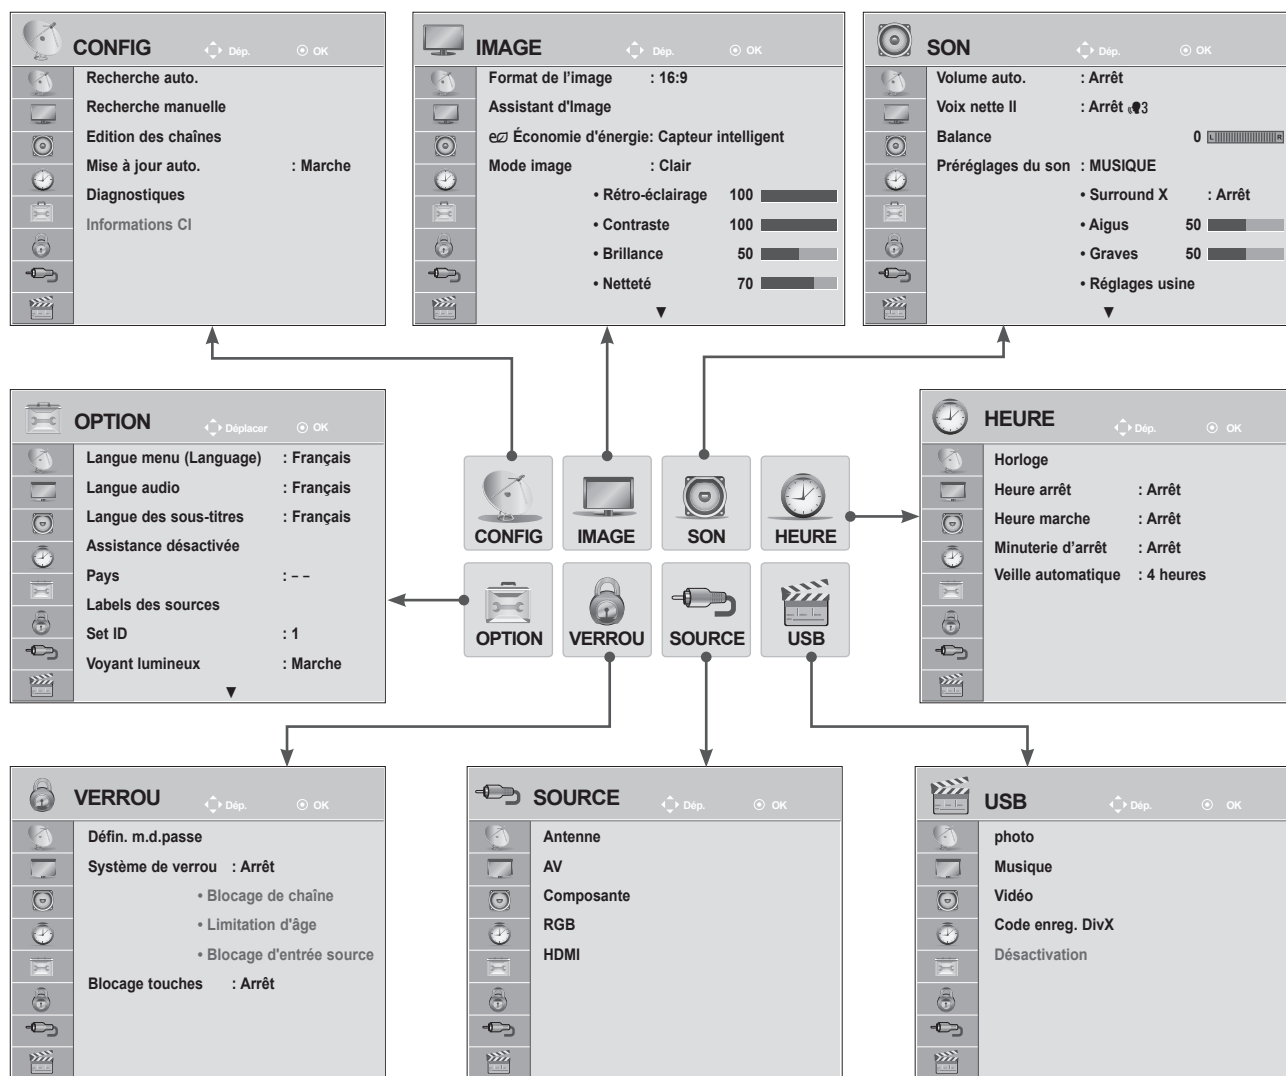 CONFIG
Dép.
OK
Recherche auto.
Recherche manuelle
Edition des chaînes
Mise à jour auto. : Marche
Diagnostiques
Informations CI
IMAGE
Dép.
OK
Format de l'image : 16:9
Assistant d'Image
e Économie d'énergie: Capteur intelligent
Mode image : Clair
• Rétro-éclairage 100
• Contraste 100
• Brillance 50
• Netteté 70
▼
SON
Dép.
OK
Volume auto. : Arrêt
Voix nette II : Arrêt 3
Balance 0 L R
Préréglages du son : MUSIQUE
• Surround X : Arrêt
• Aigus 50
• Graves 50
• Réglages usine
▼
OPTION
Déplacer
OK
Langue menu (Language) : Français
Langue audio : Français
Langue des sous-titres : Français
Assistance désactivée
Pays : – –
Labels des sources
Set ID : 1
Voyant lumineux : Marche
▼
CONFIG
IMAGE
SON
HEURE
OPTION
VERROU
SOURCE
USB
HEURE
Dép.
OK
Horloge
Heure arrêt : Arrêt
Heure marche : Arrêt
Minuterie d'arrêt : Arrêt
Veille automatique : 4 heures
VERROU
Dép.
OK
Défin. m.d.passe
Système de verrou : Arrêt
• Blocage de chaîne
• Limitation d'âge
• Blocage d'entrée source
Blocage touches : Arrêt
SOURCE
Dép.
OK
Antenne
AV
Composante
RGB
HDMI
USB
Dép.
OK
photo
Musique
Vidéo
Code enreg. DivX
Désactivation